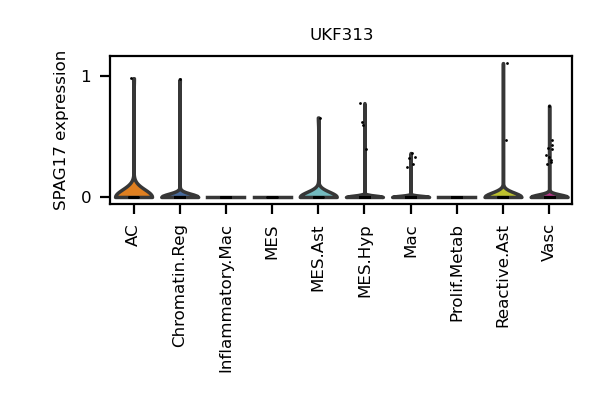 UKF313
SPAG17 expression
1
0
AC
Chromatin.Reg
Inflammatory.Mac
MES
MES.Ast
MES.Hyp
Mac
Prolif.Metab
Reactive.Ast
Vasc